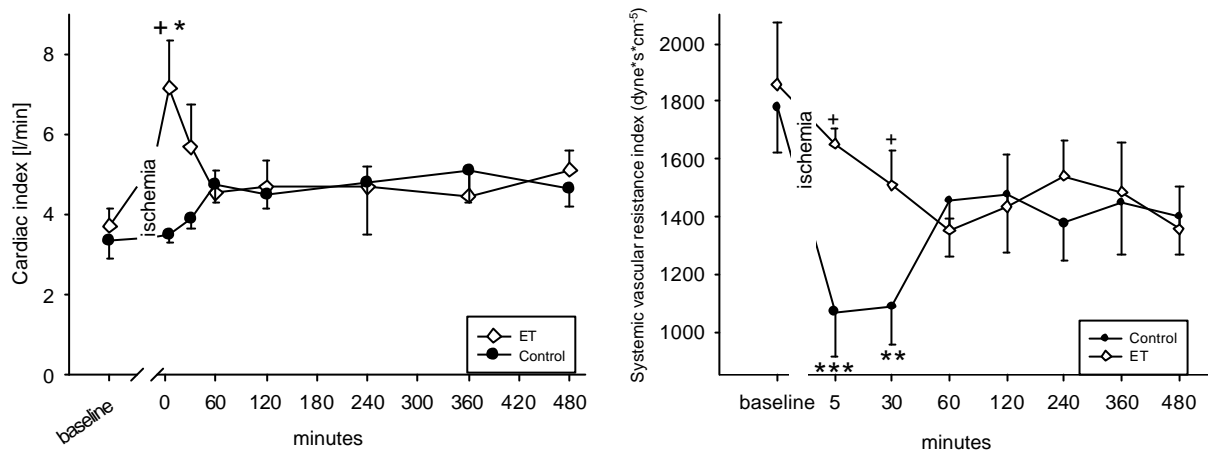 + *
8
6
4
2
0
Cardiac index [l/min]
ischemia
ET
Control
baseline
0 60 120 180 240 300 360 420 480
minutes
2000
1800
1600
1400
1200
1000
Systemic vascular resistance index (dyne*s*cm-5)
ischemia
+
+
***
**
Control
ET
baseline 5 30 60 120 240 360 480
minutes